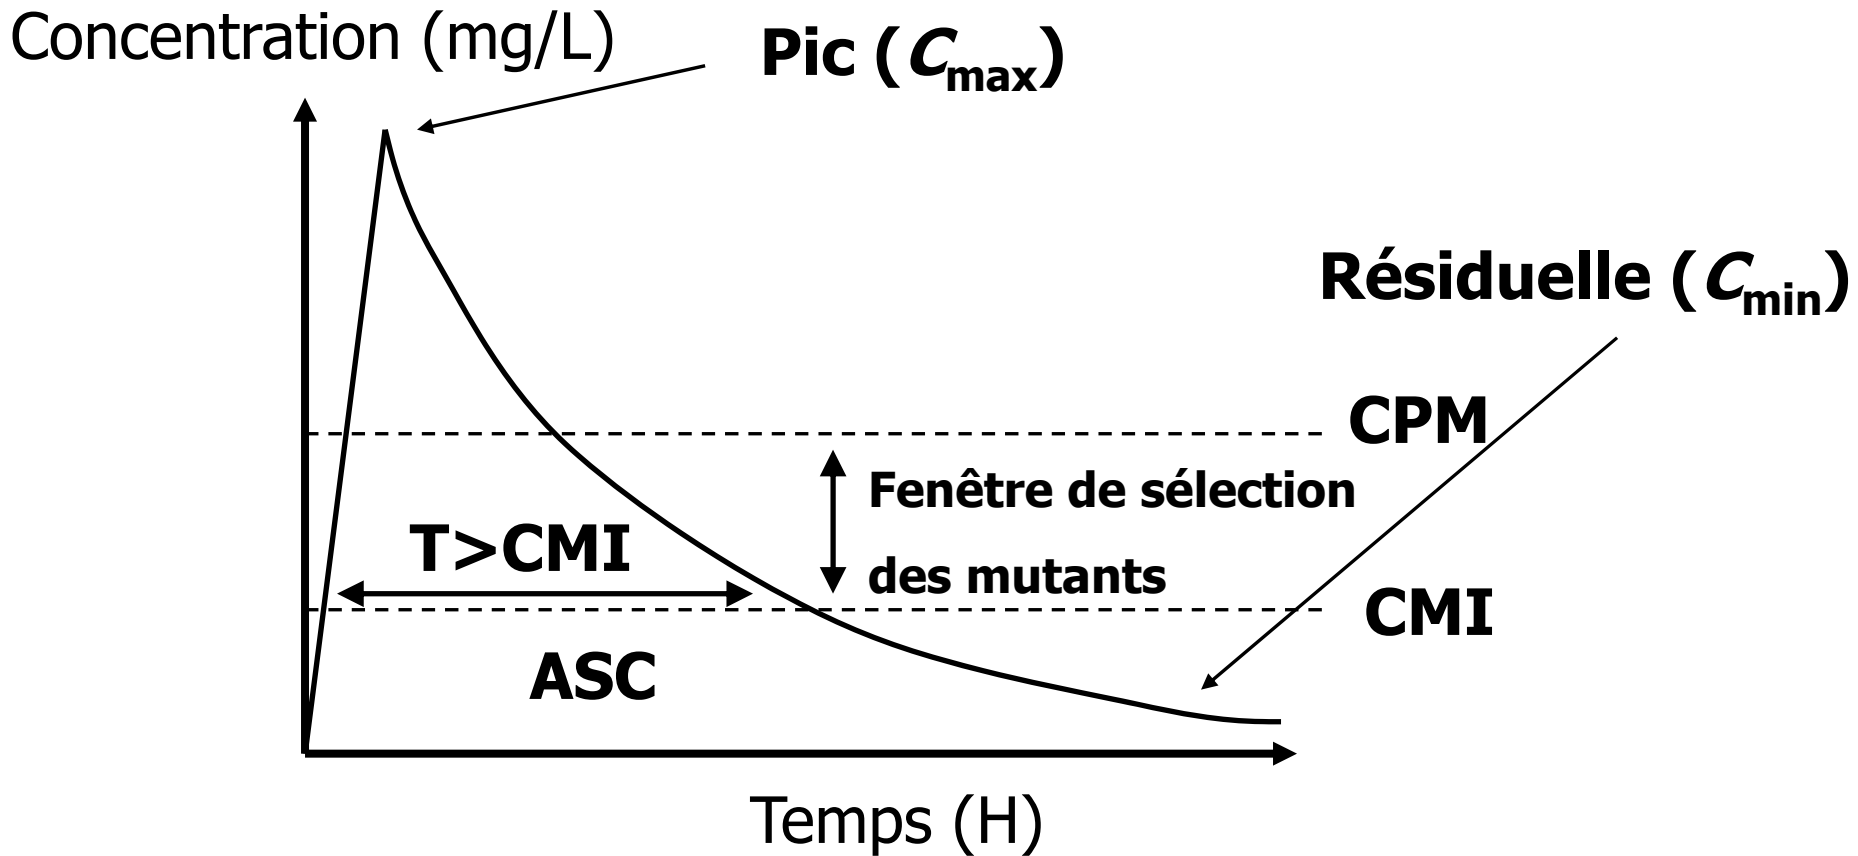 Concentration (mg/L)
Pic (Cmax)
Résiduelle (Cmin)
CPM
Fenêtre de sélection
des mutants
T>CMI
CMI
ASC
Temps (H)